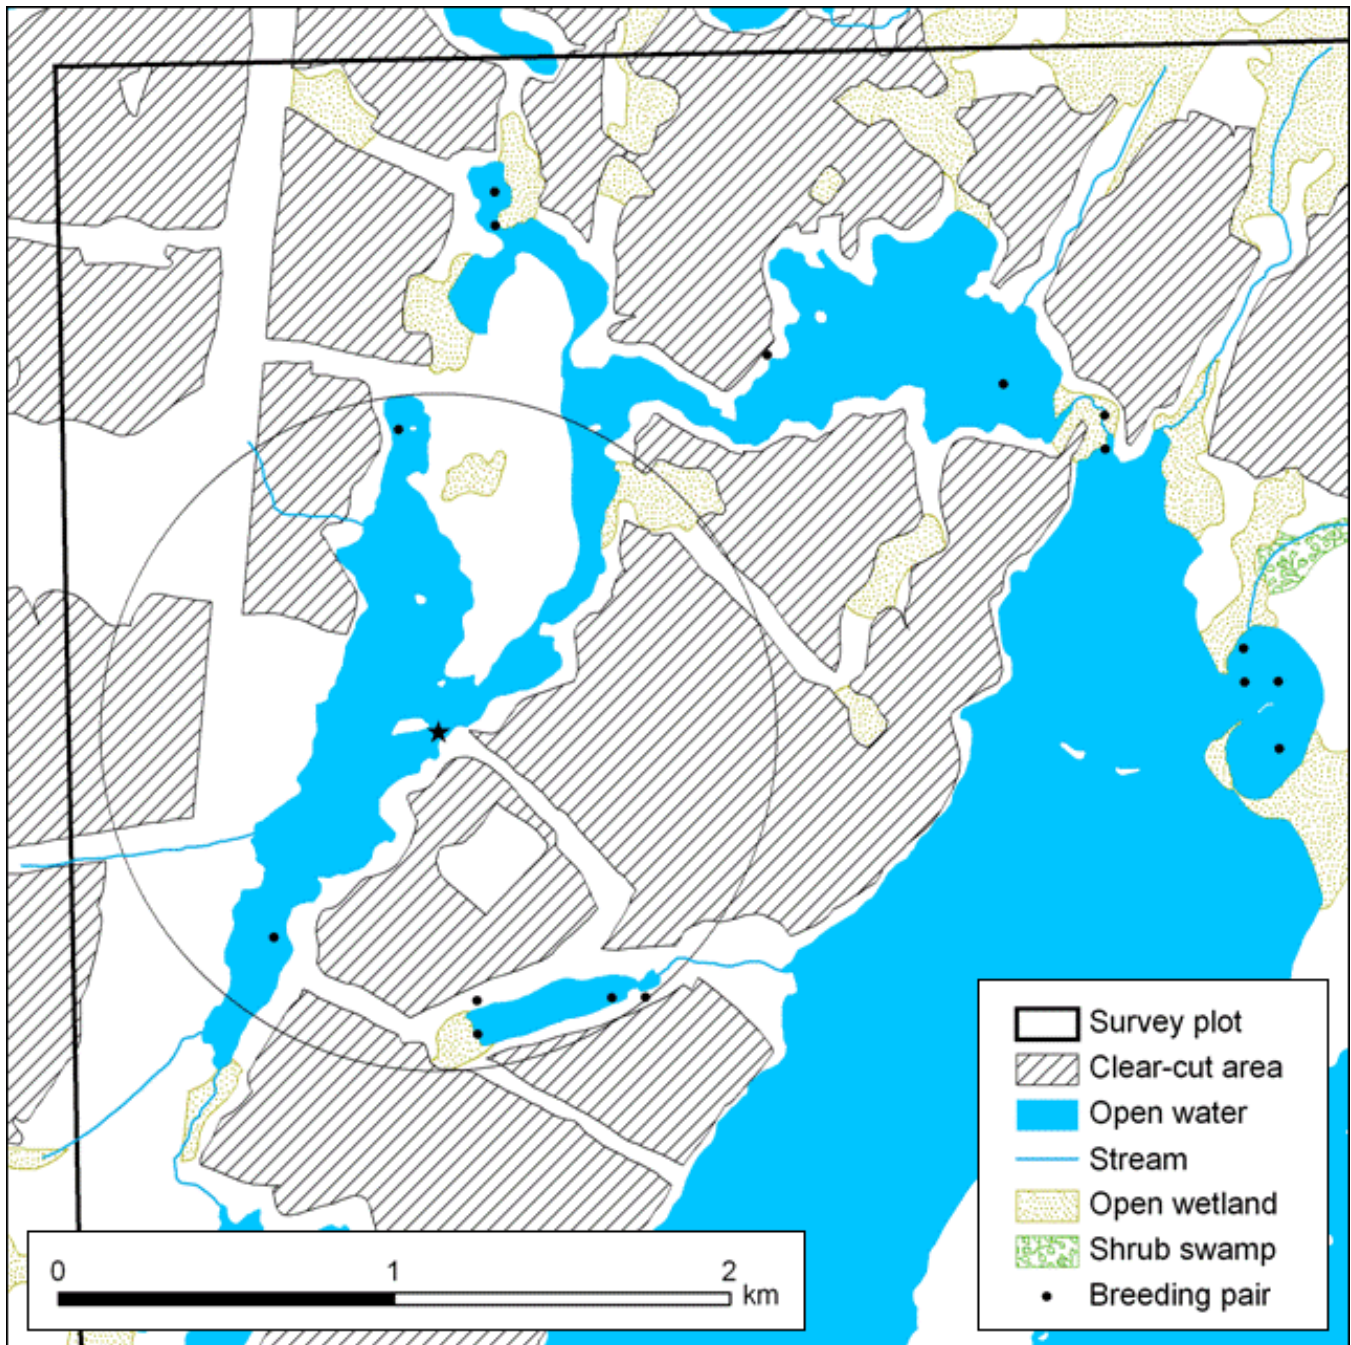 Survey plot
Clear-cut area
Open water
Stream
Open wetland
Shrub swamp
Breeding pair
0 1 2
km